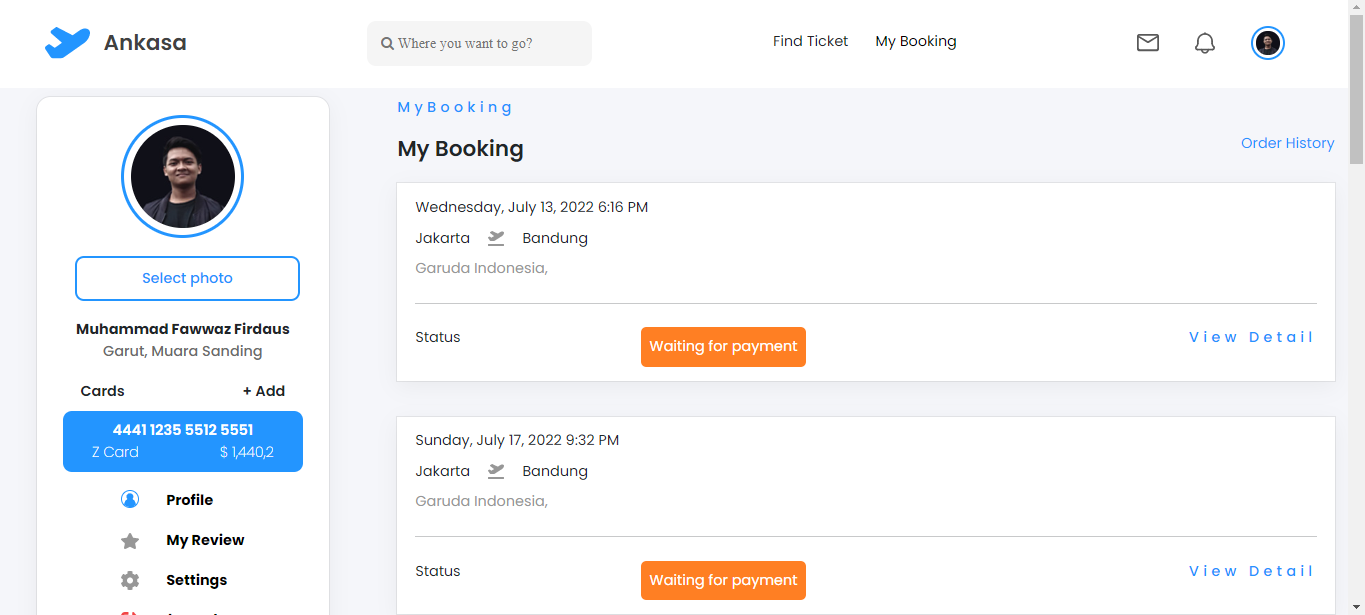 Ankasa
Where you want to go?
Find Ticket
My Booking
Select photo
Muhammad Fawwaz Firdaus
Garut, Muara Sanding
Cards
+ Add
4441 1235 5512 5551
Z Card
$ 1,440,2
Profile
My Review
Settings
MyBooking
My Booking
Order History
Wednesday, July 13, 2022 6:16 PM
Jakarta Bandung
Garuda Indonesia,
Status
Waiting for payment
View Detail
Sunday, July 17, 2022 9:32 PM
Jakarta Bandung
Garuda Indonesia,
Status
Waiting for payment
View Detail